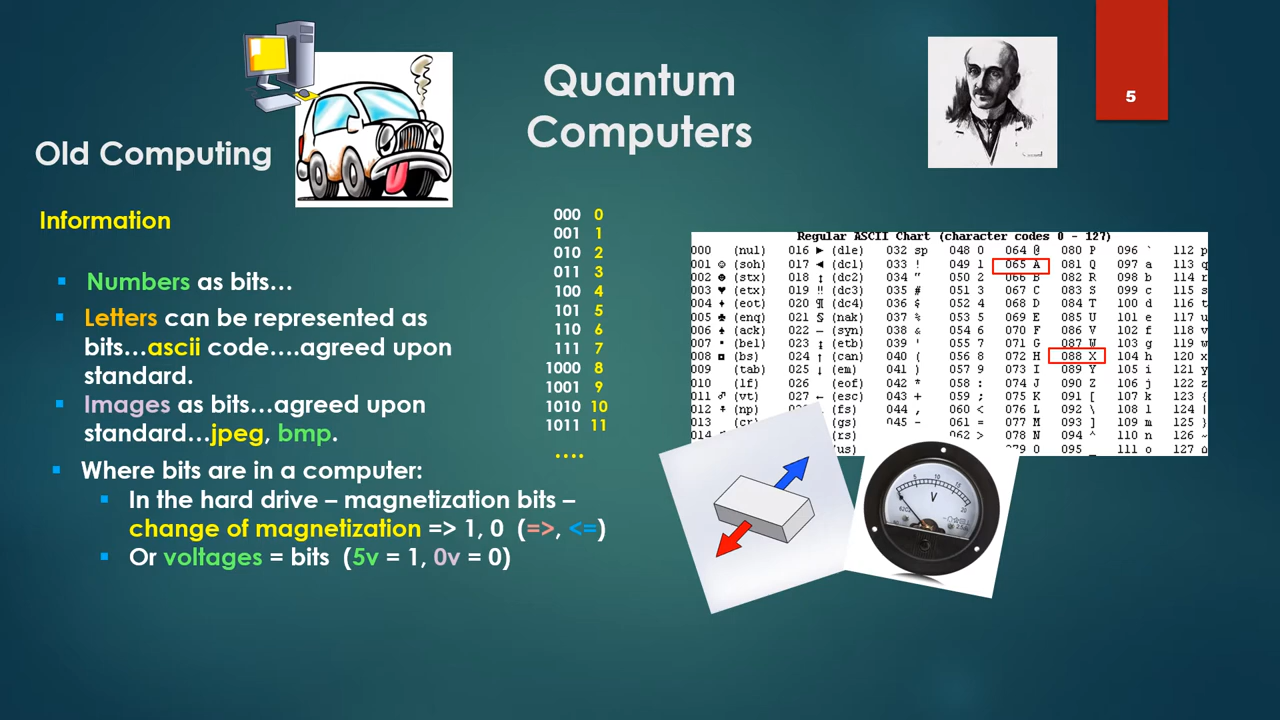 Quantum
Computers
5
Old Computing
Information
Numbers as bits...
Letters can be represented as
bits...ascii code....agreed upon
standard.
Images as bits...agreed upon
standard...jpeg, bmp.
Where bits are in a computer:
In the hard drive – magnetization bits –
change of magnetization => 1, 0 (=>, <=)
Or voltages = bits (5v = 1, 0v = 0)
000 0
001 1
010 2
011 3
100 4
101 5
110 6
111 7
1000 8
1001 9
1010 10
1011 11
....
Regular ASCII Chart (character codes 0 - 127)
000 (nul) 016 ► (dle) 032 sp 048 0 064 @ 080 P 096 ` 112 p
001 ☺ (soh) 017 ◄ (dc1) 033 ! 049 1 065 A 081 Q 097 a 113 q
002 ☻ (stx) 018 ↕ (dc2) 034 " 050 2 066 B 082 R 098 b 114 r
003 ♥ (etx) 019 ‼ (dc3) 035 # 051 3 067 C 083 S 099 c 115 s
004 ♦ (eot) 020 ¶ (dc4) 036 $ 052 4 068 D 084 T 100 d 116 t
005 ♣ (enq) 021 § (nak) 037 % 053 5 069 E 085 U 101 e 117 u
006 ♠ (ack) 022 – (syn) 038 & 054 6 070 F 086 V 102 f 118 v
007 • (bel) 023 ↨ (etb) 039 ' 055 7 071 G 087 W 103 g 119 w
008 ◘ (bs) 024 ↑ (can) 040 ( 056 8 072 H 088 X 104 h 120 x
009 (tab) 025 ↓ (em) 041 ) 057 9 073 I 089 Y 105 i 121 y
010 (lf) 026 (eof) 042 * 058 : 074 J 090 Z 106 j 122 z
011 ♂ (vt) 027 ← (esc) 043 + 059 ; 075 K 091 [ 107 k 123 {
012 ♀ (np) (fs) 044 , 060 < 076 L 092 \ 108 l 124 |
013 (gs) 045 - 061 = 077 M 093 ] 109 m 125 }
014 (rs) 062 > 078 N 094 ^ 110 n 126 ~
(us) 079 O 095 _ 111 o 127 ⌂
5 10 15 20
V